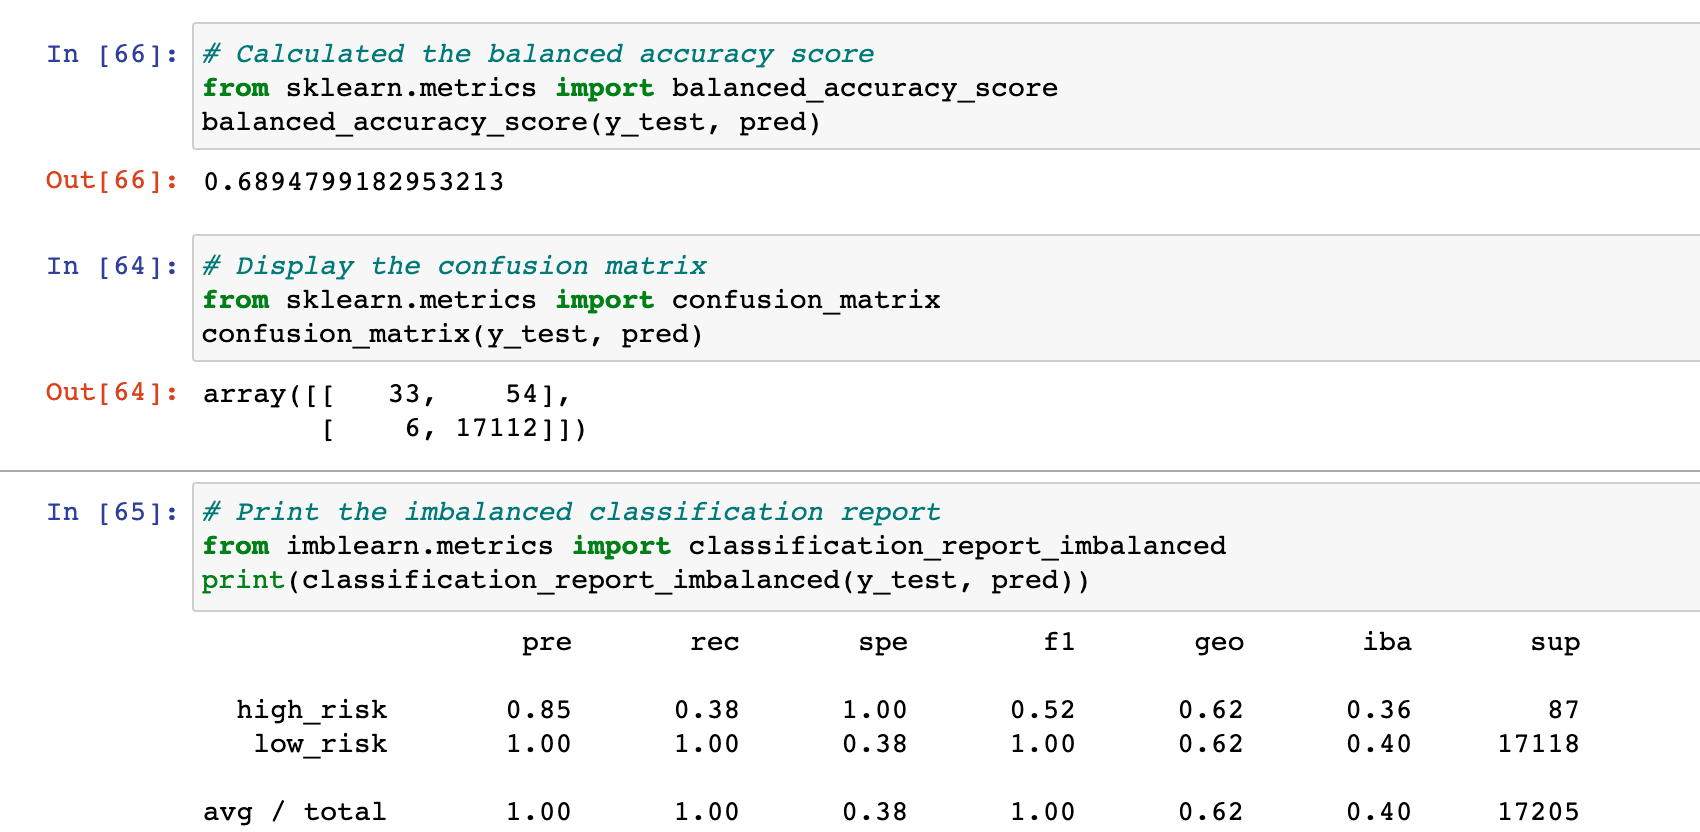 In [66]: # Calculated the balanced accuracy score
from sklearn.metrics import balanced_accuracy_score
balanced_accuracy_score(y_test, pred)
Out[66]: 0.6894799182953213
In [64]: # Display the confusion matrix
from sklearn.metrics import confusion_matrix
confusion_matrix(y_test, pred)
Out[64]: array([[   33,    54],
       [    6, 17112]])
In [65]: # Print the imbalanced classification report
from imblearn.metrics import classification_report_imbalanced
print(classification_report_imbalanced(y_test, pred))
pre rec spe f1 geo iba sup
high_risk 0.85 0.38 1.00 0.52 0.62 0.36 87
low_risk 1.00 1.00 0.38 1.00 0.62 0.40 17118
avg / total 1.00 1.00 0.38 1.00 0.62 0.40 17205